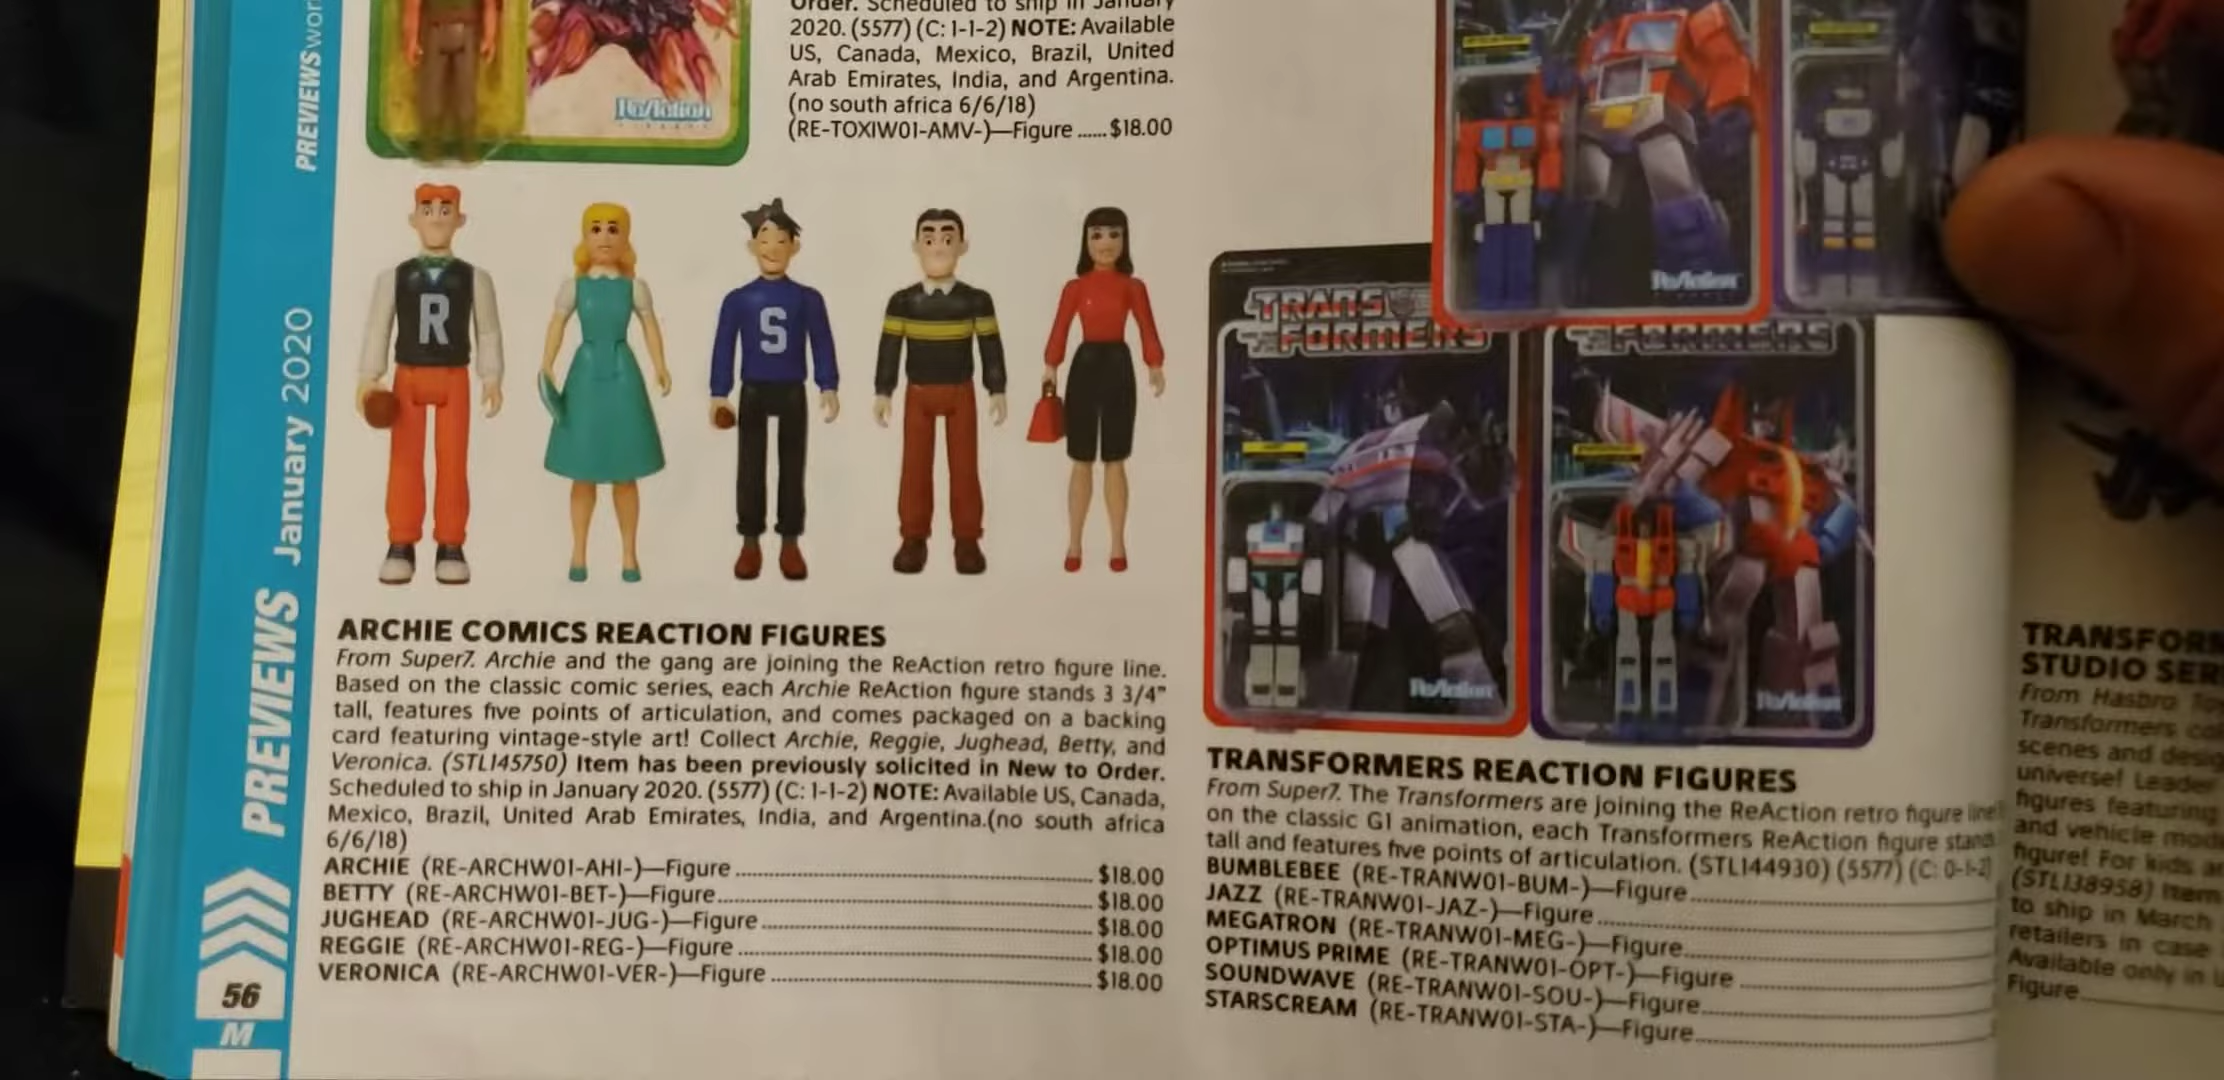 PREVIEWS
January 2020
PREVIEWS
56
M
Order. Scheduled to ship in January
2020. (5577) (C: 1-1-2) NOTE: Available
US, Canada, Mexico, Brazil, United
Arab Emirates, India, and Argentina.
(no south africa 6/6/18)
(RE-TOXIW01-AMV-)—Figure ...... $18.00
ReAction
R
S
ARCHIE COMICS REACTION FIGURES
From Super7. Archie and the gang are joining the ReAction retro figure line.
Based on the classic comic series, each Archie ReAction figure stands 3 3/4"
tall, features five points of articulation, and comes packaged on a backing
card featuring vintage-style art! Collect Archie, Reggie, Jughead, Betty, and
Veronica. (STL145750) Item has been previously solicited in New to Order.
Scheduled to ship in January 2020. (5577) (C: 1-1-2) NOTE: Available US, Canada,
Mexico, Brazil, United Arab Emirates, India, and Argentina.(no south africa
6/6/18)
ARCHIE (RE-ARCHW01-AHI-)—Figure ........ $18.00
BETTY (RE-ARCHW01-BET-)—Figure........ $18.00
JUGHEAD (RE-ARCHW01-JUG-)—Figure ........ $18.00
REGGIE (RE-ARCHW01-REG-)—Figure ........ $18.00
VERONICA (RE-ARCHW01-VER-)—Figure ........ $18.00
ReAction
TRANS
FORMERS
FORMERS
ReAction
ReAction
TRANSFORMERS REACTION FIGURES
From Super7. The Transformers are joining the ReAction retro figure line
on the classic G1 animation, each Transformers ReAction figure stands
tall and features five points of articulation. (STL144930) (5577) (C: 0-1-2)
BUMBLEBEE (RE-TRANW01-BUM-)—Figure ........
JAZZ (RE-TRANW01-JAZ-)—Figure ........
MEGATRON (RE-TRANW01-MEG-)—Figure........
OPTIMUS PRIME (RE-TRANW01-OPT-)—Figure ........
SOUNDWAVE (RE-TRANW01-SOU-)—Figure........
STARSCREAM (RE-TRANW01-STA-)—Figure........
STUDIO
From Hasbro
Transformers
scenes and
universe! Leader
figures featuring
and vehicle
figure! For kids
(STL138958) Item
to ship in March
retailers in case
Available only in
Figure